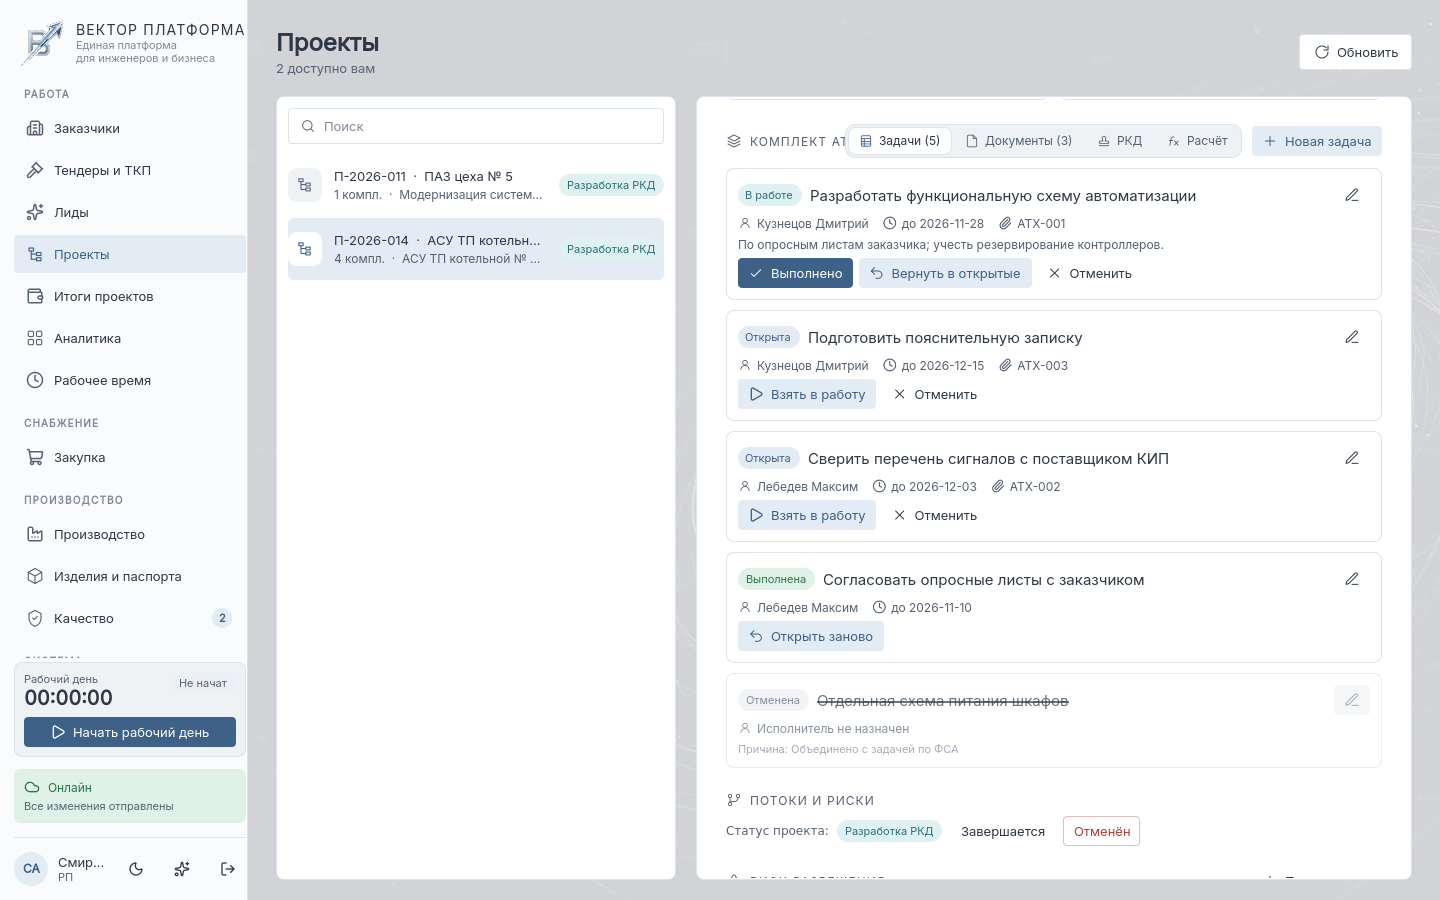 ВЕКТОР ПЛАТФОРМА
Единая платформа
для инженеров и бизнеса
РАБОТА
Заказчики
Тендеры и ТКП
Лиды
Проекты
Итоги проектов
Аналитика
Рабочее время
СНАБЖЕНИЕ
Закупка
ПРОИЗВОДСТВО
Производство
Изделия и паспорта
Качество 2
Рабочий день
Не начат
00:00:00
Начать рабочий день
Онлайн
Все изменения отправлены
СА
Смир...
РП
Проекты
2 доступно вам
Обновить
Поиск
П-2026-011 · ПАЗ цеха № 5
1 компл. · Модернизация систем...
Разработка РКД
П-2026-014 · АСУ ТП котельн...
4 компл. · АСУ ТП котельной № ...
Разработка РКД
КОМПЛЕКТ АТ
Задачи (5)
Документы (3)
РКД
fx Расчёт
Новая задача
В работе Разработать функциональную схему автоматизации
Кузнецов Дмитрий до 2026-11-28 АТХ-001
По опросным листам заказчика; учесть резервирование контроллеров.
Выполнено Вернуть в открытые Отменить
Открыта Подготовить пояснительную записку
Кузнецов Дмитрий до 2026-12-15 АТХ-003
Взять в работу Отменить
Открыта Сверить перечень сигналов с поставщиком КИП
Лебедев Максим до 2026-12-03 АТХ-002
Взять в работу Отменить
Выполнена Согласовать опросные листы с заказчиком
Лебедев Максим до 2026-11-10
Открыть заново
Отменена Отдельная схема питания шкафов
Исполнитель не назначен
Причина: Объединено с задачей по ФСА
ПОТОКИ И РИСКИ
Статус проекта: Разработка РКД Завершается Отменён